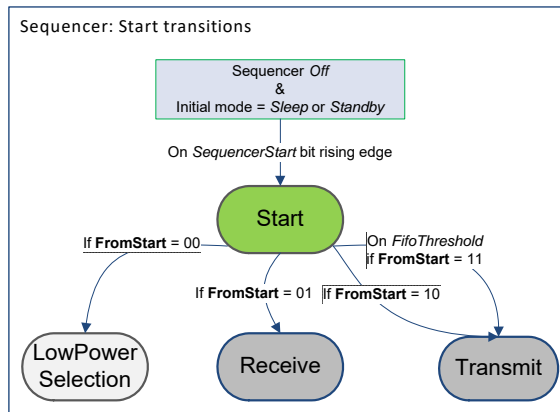 Sequencer: Start transitions
Sequencer Off
&
Initial mode = Sleep or Standby
On SequencerStart bit rising edge
Start
If FromStart = 00
On FifoThreshold
if FromStart = 11
If FromStart = 01
If FromStart = 10
LowPower
Selection
Receive
Transmit